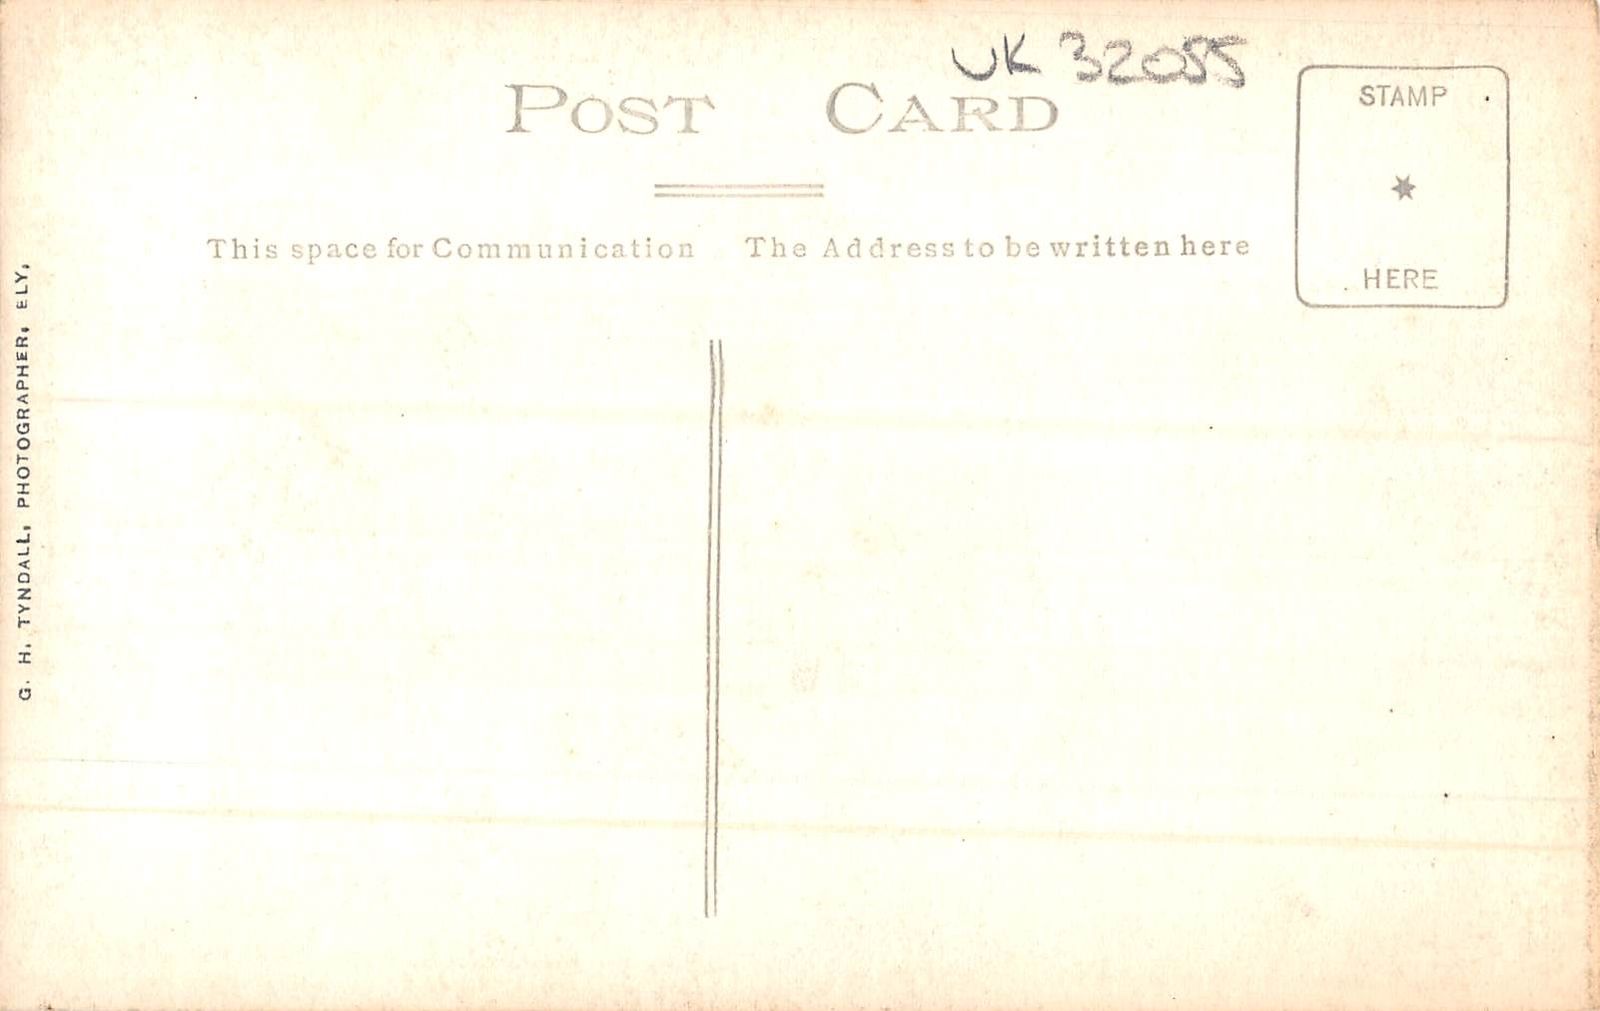 UK 32055
POST CARD
STAMP
HERE
This space for Communication
The Address to be written here
G. H. TYNDALL, PHOTOGRAPHER, ELY,